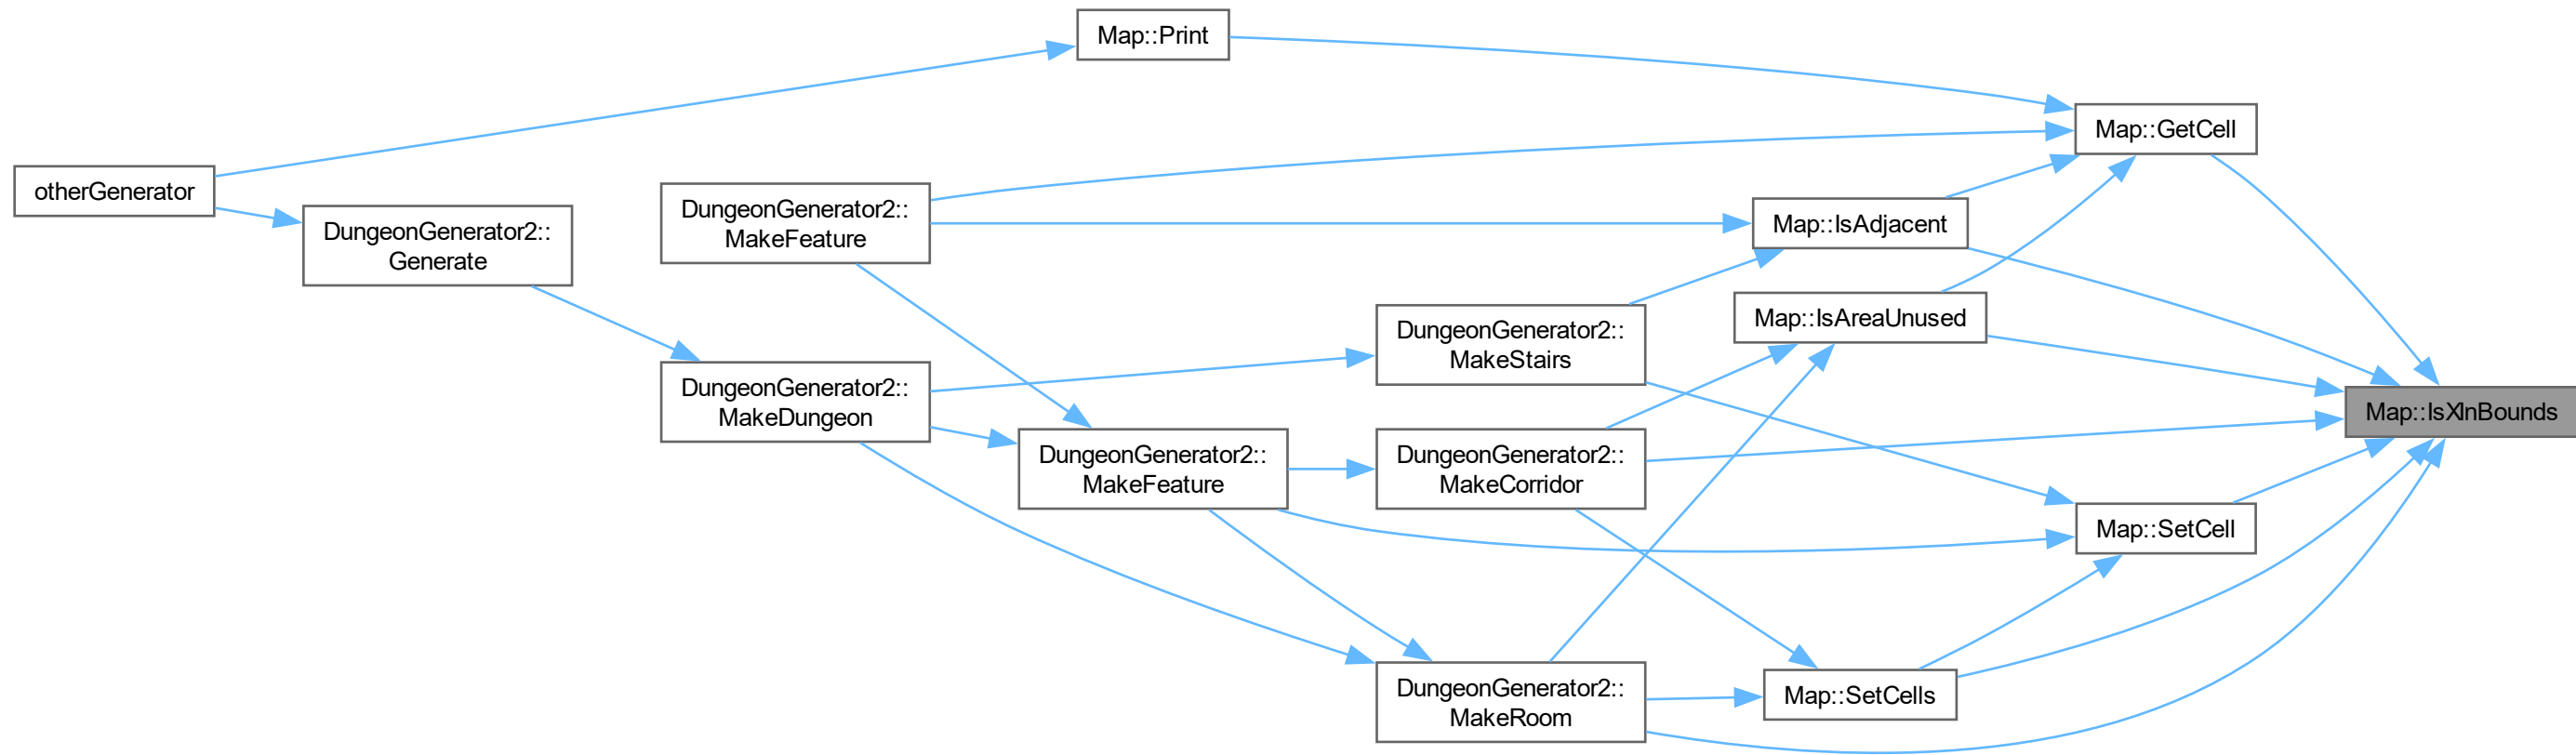 Map::Print
Map::GetCell
otherGenerator
DungeonGenerator2::
MakeFeature
DungeonGenerator2::
Generate
Map::IsAdjacent
Map::IsAreaUnused
DungeonGenerator2::
MakeStairs
DungeonGenerator2::
MakeDungeon
Map::IsXInBounds
DungeonGenerator2::
MakeFeature
DungeonGenerator2::
MakeCorridor
Map::SetCell
DungeonGenerator2::
MakeRoom
Map::SetCells